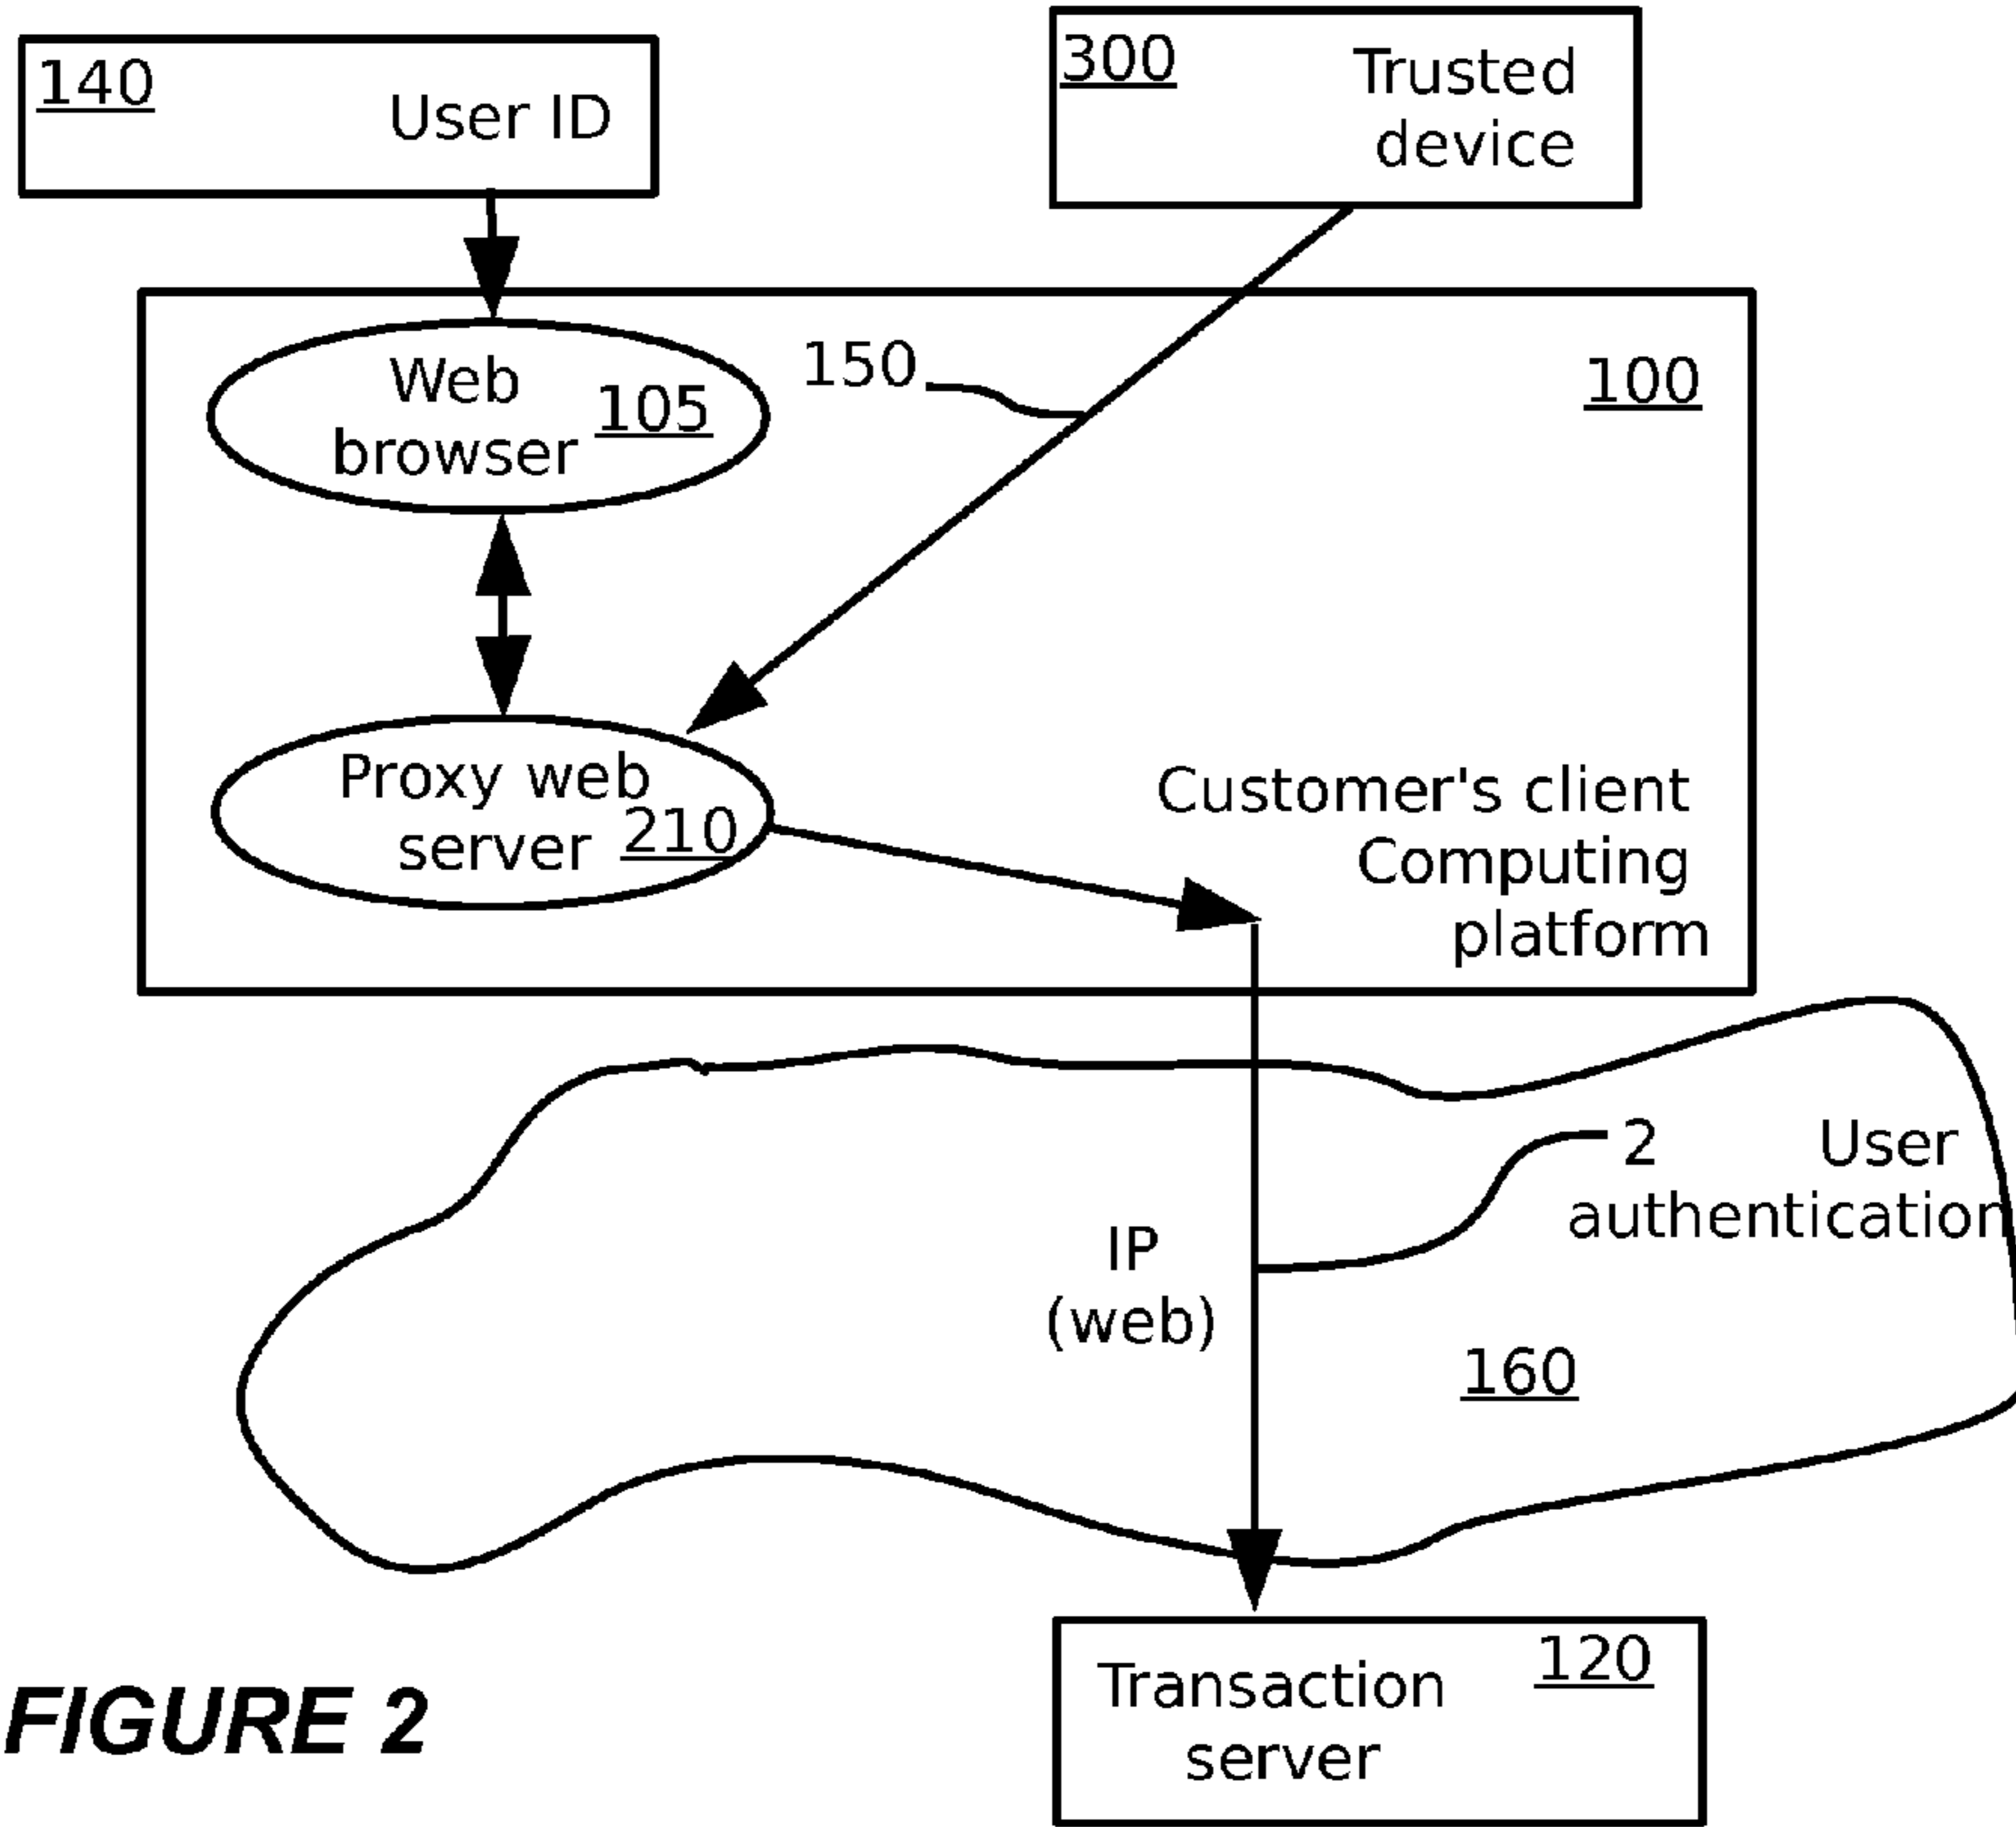 140
User ID
300
Trusted
device
Web
browser
105
150
100
Proxy web
server
210
Customer's client
Computing
platform
2
User
authentication
IP
(web)
160
Transaction
server
120
FIGURE 2